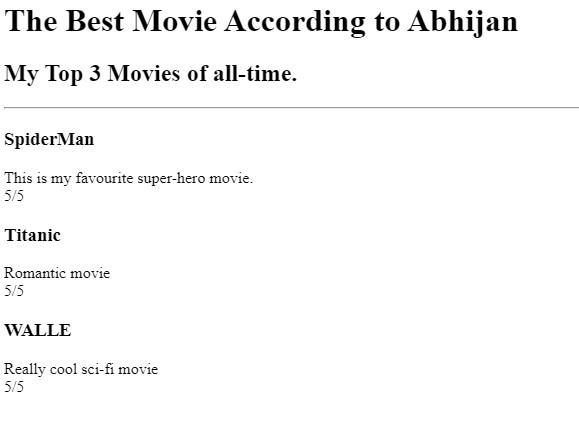 The Best Movie According to Abhijan
My Top 3 Movies of all-time.
SpiderMan
This is my favourite super-hero movie.
5/5
Titanic
Romantic movie
5/5
WALLE
Really cool sci-fi movie
5/5